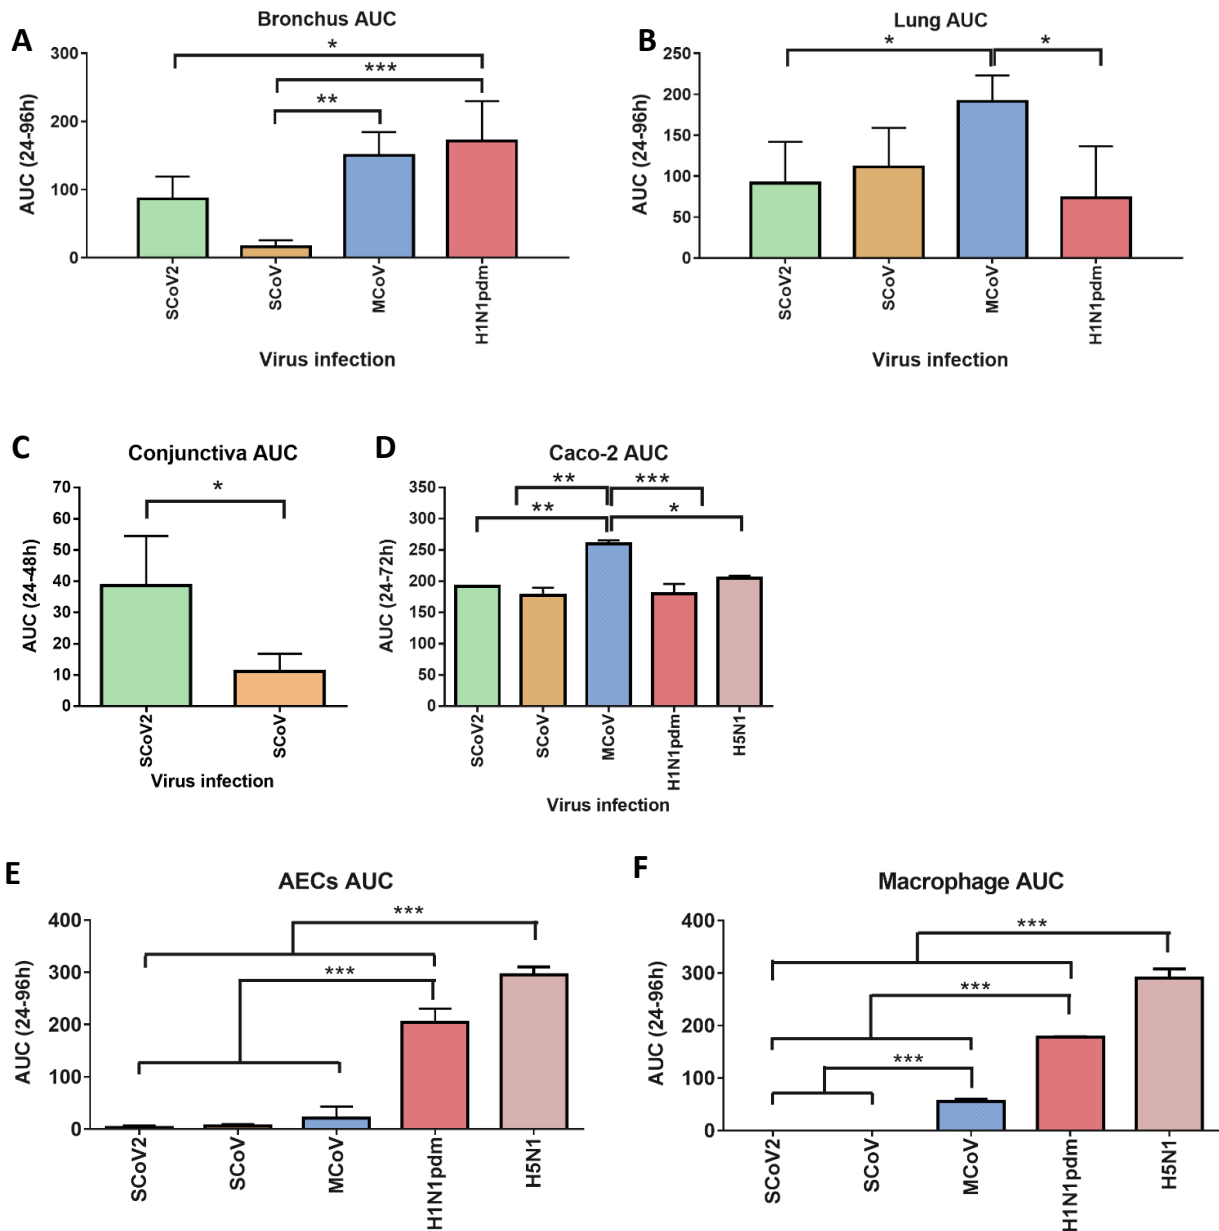 A
Bronchus AUC
300
200
100
0
AUC (24-96h)
*
***
**
SCoV2
SCoV
MCoV
H1N1pdm
Virus infection
B
Lung AUC
250
200
150
100
50
0
AUC (24-96h)
*
*
SCoV2
SCoV
MCoV
H1N1pdm
Virus infection
C
Conjunctiva AUC
70
60
50
40
30
20
10
0
AUC (24-48h)
*
SCoV2
SCoV
Virus infection
D
Caco-2 AUC
350
300
250
200
150
100
50
0
AUC (24-72h)
**
***
**
*
SCoV2
SCoV
MCoV
H1N1pdm
H5N1
Virus infection
E
AECs AUC
400
300
200
100
0
AUC (24-96h)
***
***
SCoV2
SCoV
MCoV
H1N1pdm
H5N1
F
Macrophage AUC
400
300
200
100
0
AUC (24-96h)
***
***
***
SCoV2
SCoV
MCoV
H1N1pdm
H5N1